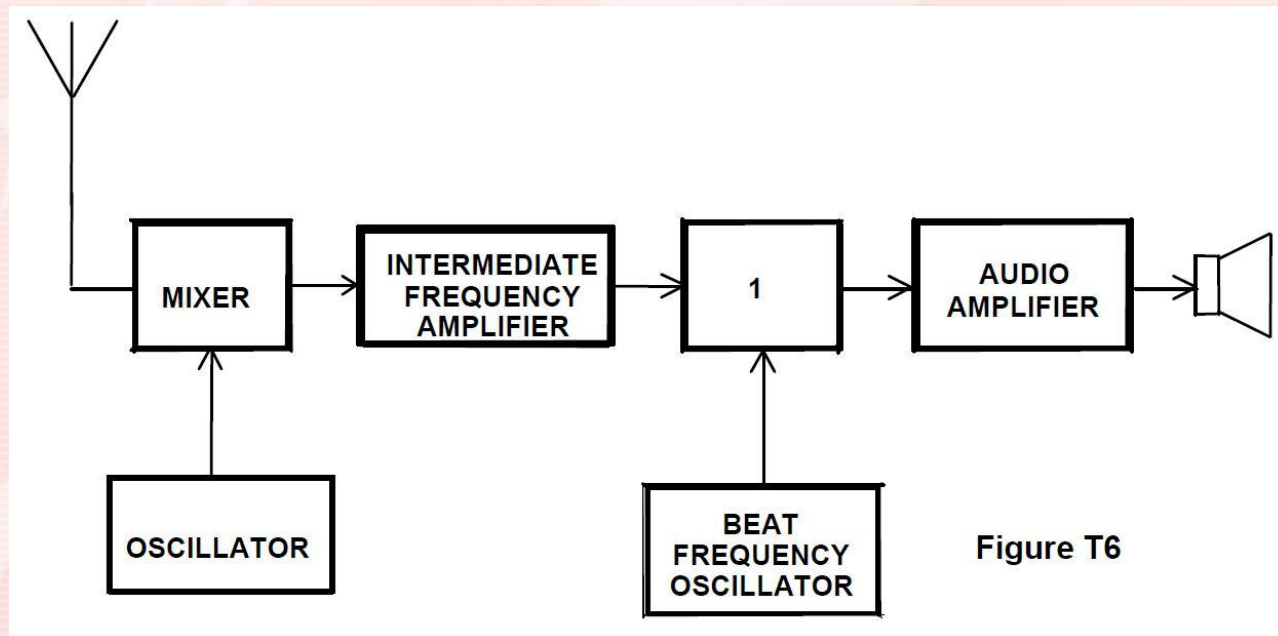 MIXER
INTERMEDIATE
FREQUENCY
AMPLIFIER
1
AUDIO
AMPLIFIER
OSCILLATOR
BEAT
FREQUENCY
OSCILLATOR
Figure T6